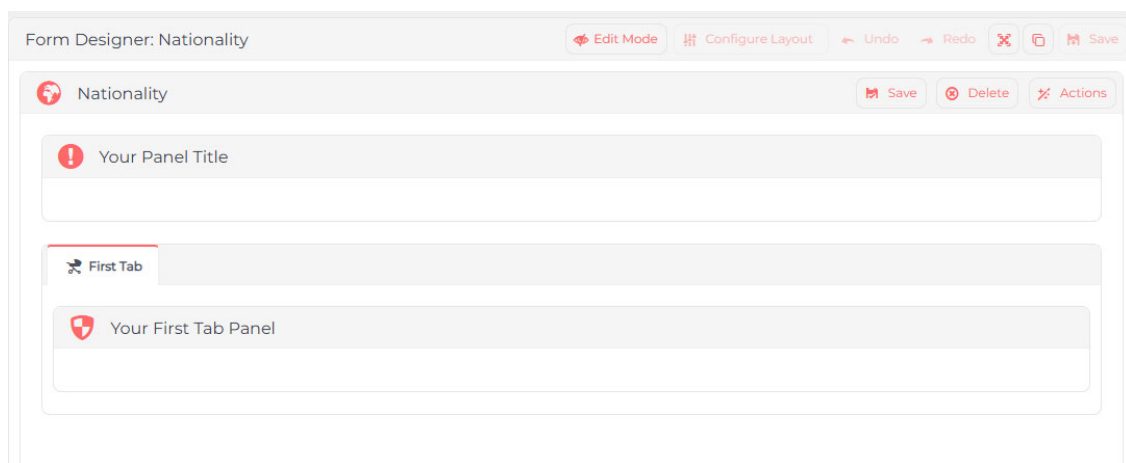 Form Designer: Nationality Edit Mode Configure Layout Undo Redo Save
Nationality Save Delete Actions
Your Panel Title
First Tab
Your First Tab Panel